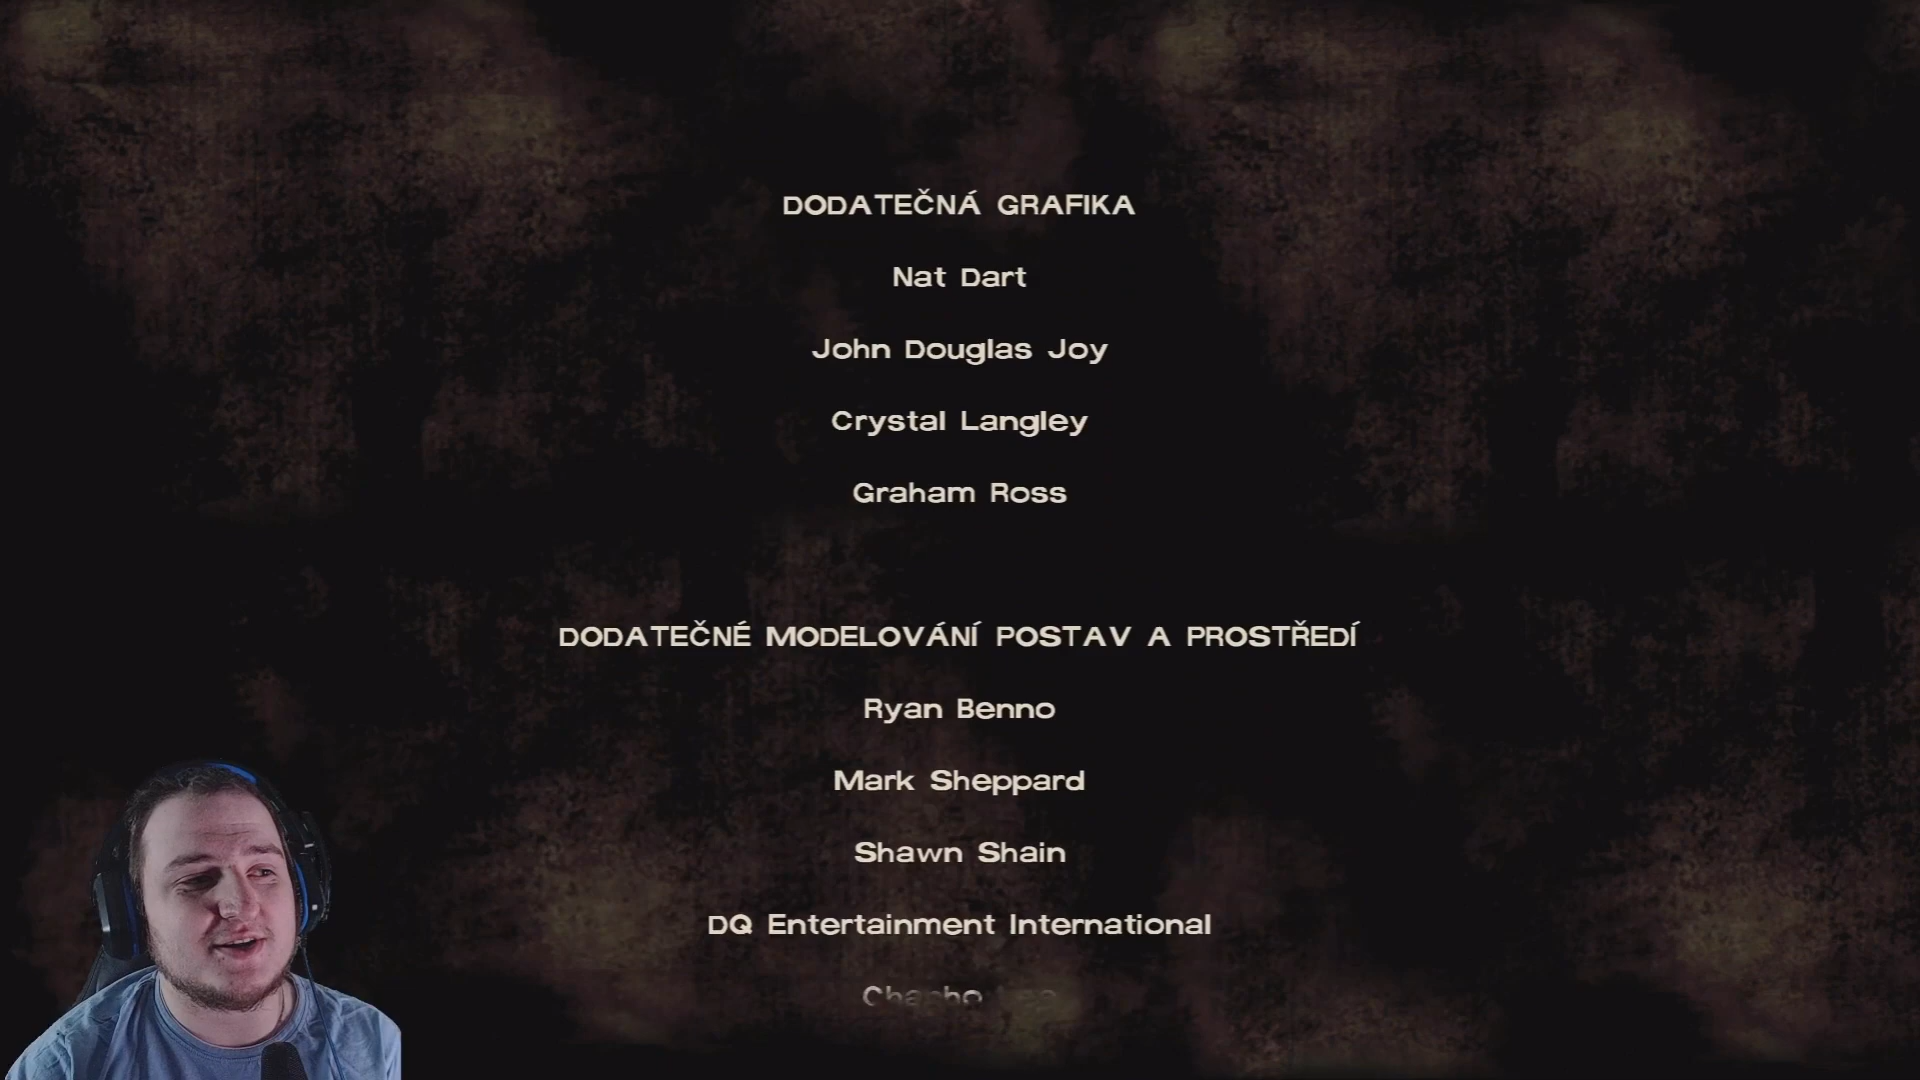 DODATEČNÁ GRAFIKA
Nat Dart
John Douglas Joy
Crystal Langley
Graham Ross
DODATEČNÉ MODELOVÁNÍ POSTAV A PROSTŘEDÍ
Ryan Benno
Mark Sheppard
Shawn Shain
DQ Entertainment International